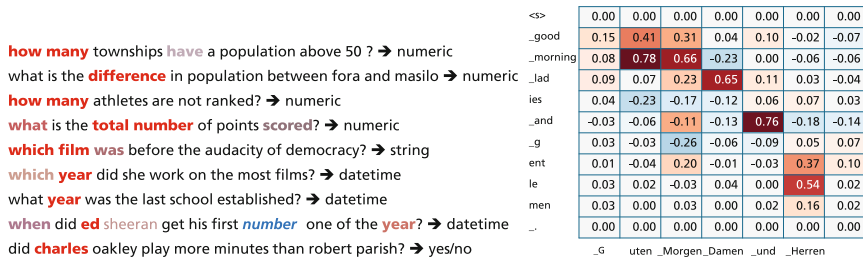 how many townships have a population above 50 ? ➔ numeric
what is the difference in population between fora and masilo ➔ numeric
how many athletes are not ranked? ➔ numeric
what is the total number of points scored? ➔ numeric
which film was before the audacity of democracy? ➔ string
which year did she work on the most films? ➔ datetime
what year was the last school established? ➔ datetime
when did ed sheeran get his first number one of the year? ➔ datetime
did charles oakley play more minutes than robert parish? ➔ yes/no
<s> 0.00 0.00 0.00 0.00 0.00 0.00 0.00
_good 0.15 0.41 0.31 0.04 0.10 -0.02 -0.07
_morning 0.08 0.78 0.66 -0.23 0.00 -0.06 -0.06
_lad 0.09 0.07 0.23 0.65 0.11 0.03 -0.04
ies 0.04 -0.23 -0.17 -0.12 0.06 0.07 0.03
_and -0.03 -0.06 -0.11 -0.13 0.76 -0.18 -0.14
_g 0.03 -0.03 -0.26 -0.06 -0.09 0.05 0.07
ent 0.01 -0.04 0.20 -0.01 -0.03 0.37 0.10
le 0.03 0.02 -0.03 0.04 0.00 0.54 0.02
men 0.03 0.00 0.03 0.00 0.02 0.16 0.02
_. 0.00 0.00 0.00 0.00 0.00 0.00 0.00
_G uten _Morgen _Damen _und _Herren